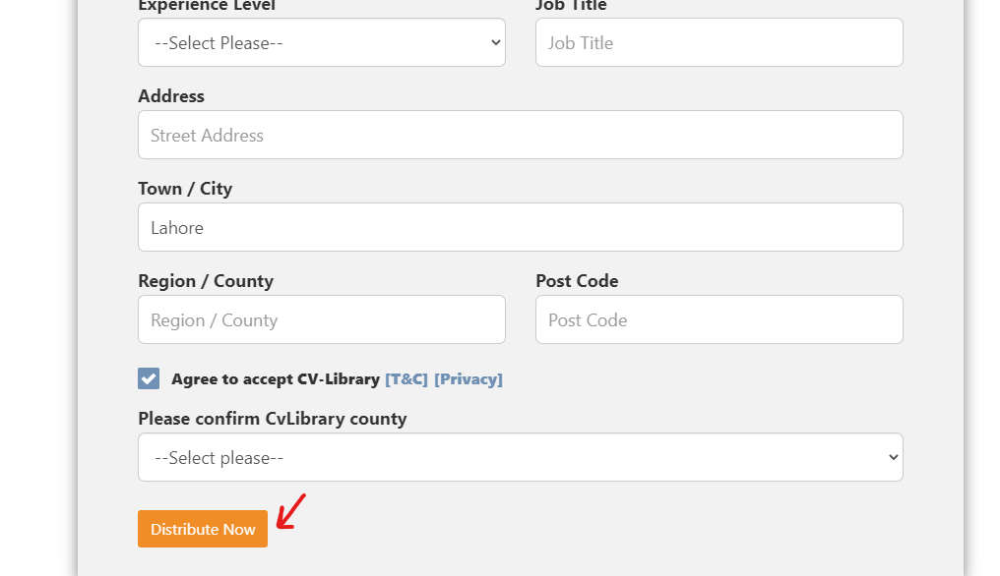 Experience Level Job Title
--Select Please-- Job Title
Address
Street Address
Town / City
Lahore
Region / County Post Code
Region / County Post Code
Agree to accept CV-Library [T&C] [Privacy]
Please confirm CvLibrary county
--Select please--
Distribute Now